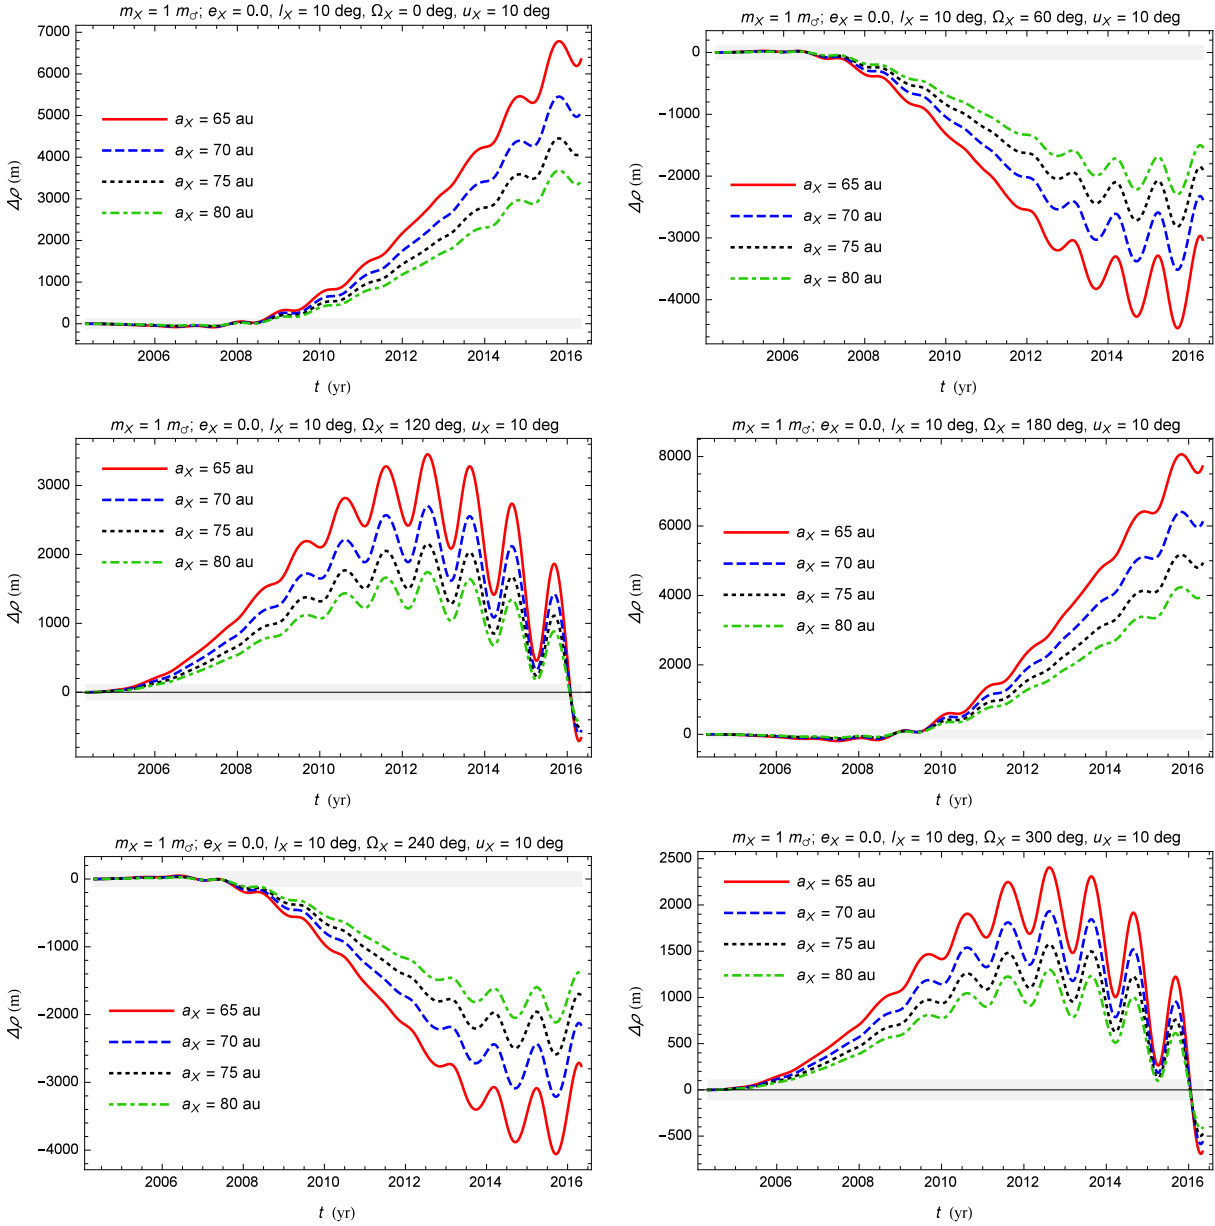 m_X = 1 m_♂; e_X = 0.0, I_X = 10 deg, Ω_X = 0 deg, u_X = 10 deg
7000
6000
5000
4000
3000
2000
1000
0
Δρ (m)
a_X = 65 au
a_X = 70 au
a_X = 75 au
a_X = 80 au
2006 2008 2010 2012 2014 2016
t (yr)
m_X = 1 m_♂; e_X = 0.0, I_X = 10 deg, Ω_X = 60 deg, u_X = 10 deg
0
-1000
-2000
-3000
-4000
Δρ (m)
a_X = 65 au
a_X = 70 au
a_X = 75 au
a_X = 80 au
2006 2008 2010 2012 2014 2016
t (yr)
m_X = 1 m_♂; e_X = 0.0, I_X = 10 deg, Ω_X = 120 deg, u_X = 10 deg
3000
2000
1000
0
Δρ (m)
a_X = 65 au
a_X = 70 au
a_X = 75 au
a_X = 80 au
2006 2008 2010 2012 2014 2016
t (yr)
m_X = 1 m_♂; e_X = 0.0, I_X = 10 deg, Ω_X = 180 deg, u_X = 10 deg
8000
6000
4000
2000
0
Δρ (m)
a_X = 65 au
a_X = 70 au
a_X = 75 au
a_X = 80 au
2006 2008 2010 2012 2014 2016
t (yr)
m_X = 1 m_♂; e_X = 0.0, I_X = 10 deg, Ω_X = 240 deg, u_X = 10 deg
0
-1000
-2000
-3000
-4000
Δρ (m)
a_X = 65 au
a_X = 70 au
a_X = 75 au
a_X = 80 au
2006 2008 2010 2012 2014 2016
t (yr)
m_X = 1 m_♂; e_X = 0.0, I_X = 10 deg, Ω_X = 300 deg, u_X = 10 deg
2500
2000
1500
1000
500
0
-500
Δρ (m)
a_X = 65 au
a_X = 70 au
a_X = 75 au
a_X = 80 au
2006 2008 2010 2012 2014 2016
t (yr)